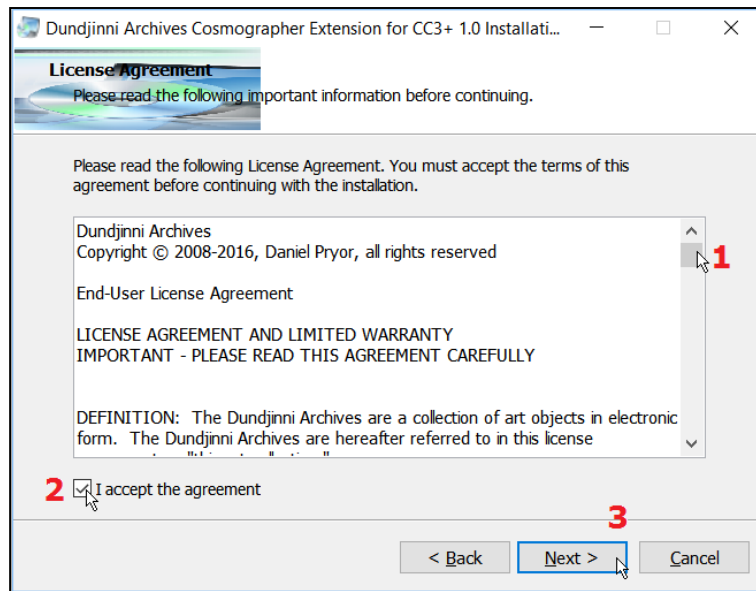 Dundjinni Archives Cosmographer Extension for CC3+ 1.0 Installati...
License Agreement
Please read the following important information before continuing.
Please read the following License Agreement. You must accept the terms of this
agreement before continuing with the installation.
Dundjinni Archives
Copyright © 2008-2016, Daniel Pryor, all rights reserved
End-User License Agreement
LICENSE AGREEMENT AND LIMITED WARRANTY
IMPORTANT - PLEASE READ THIS AGREEMENT CAREFULLY
DEFINITION:  The Dundjinni Archives are a collection of art objects in electronic
form.  The Dundjinni Archives are hereafter referred to in this license
1
2 I accept the agreement
3
< Back Next > Cancel